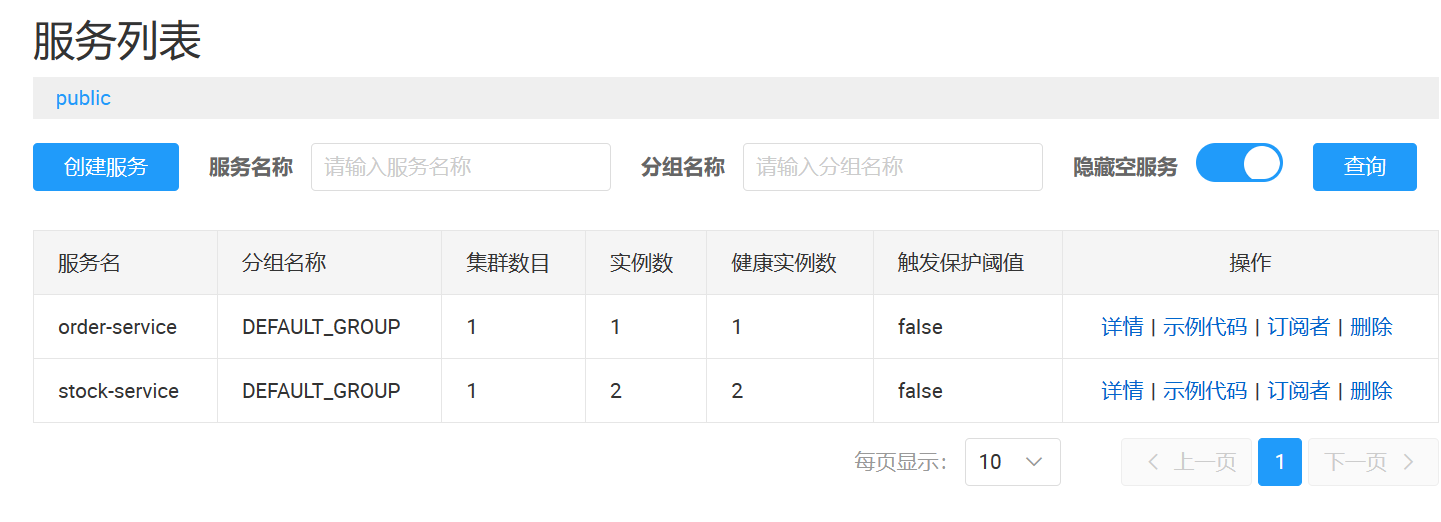 服务列表
public
创建服务 服务名称 请输入服务名称 分组名称 请输入分组名称 隐藏空服务 查询
服务名 分组名称 集群数目 实例数 健康实例数 触发保护阈值 操作
order-service DEFAULT_GROUP 1 1 1 false 详情 | 示例代码 | 订阅者 | 删除
stock-service DEFAULT_GROUP 1 2 2 false 详情 | 示例代码 | 订阅者 | 删除
每页显示: 10 上一页 1 下一页